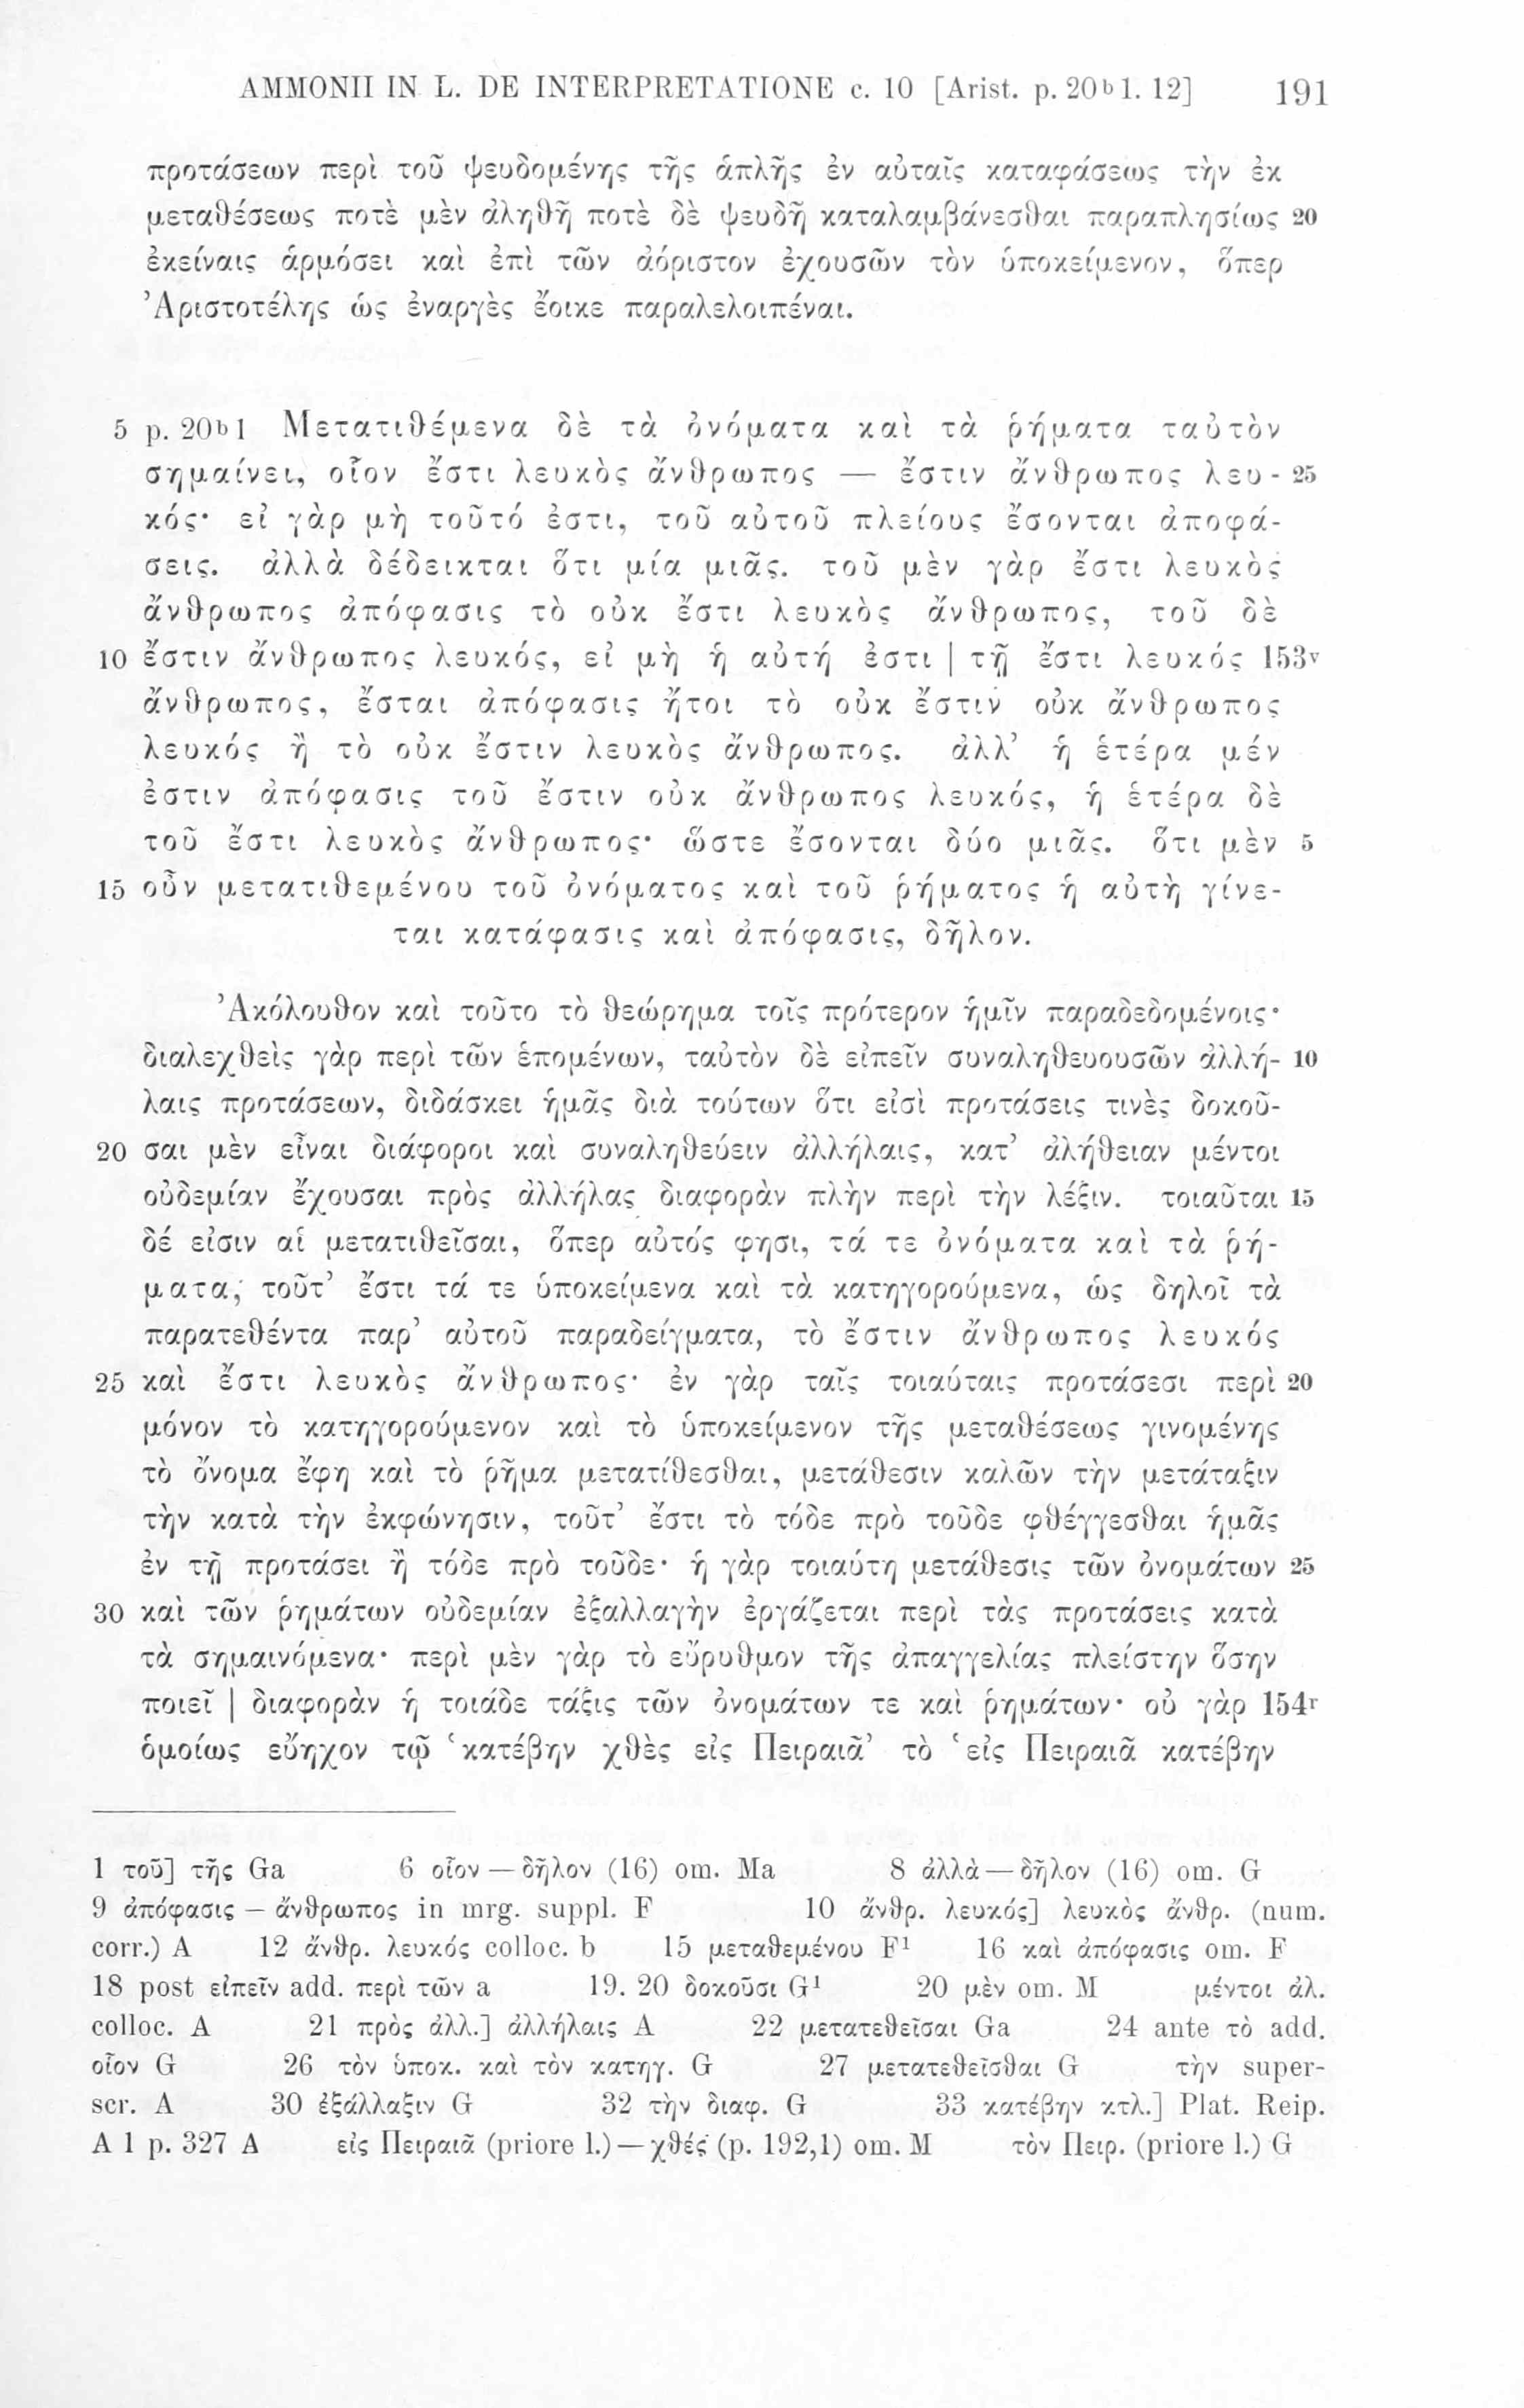 AMMONII IN L. DE INTERPRETATIONE c. 10 [Arist. p. 20ᵇ1. 12] 191
προτάσεων περὶ τοῦ ψευδομένης τῆς ἁπλῆς ἐν αὐταῖς καταφάσεως τὴν ἐκ
μεταθέσεως ποτὲ μὲν ἀληθῆ ποτὲ δὲ ψευδῆ καταλαμβάνεσθαι παραπλησίως 20
ἐκείναις ἁρμόσει καὶ ἐπὶ τῶν ἀόριστον ἐχουσῶν τὸν ὑποκείμενον, ὅπερ
Ἀριστοτέλης ὡς ἐναργὲς ἔοικε παραλελοιπέναι.
5 p. 20ᵇ1 Μετατιθέμενα δὲ τὰ ὀνόματα καὶ τὰ ῥήματα ταὐτὸν
σημαίνει, οἷον ἔστι λευκὸς ἄνθρωπος — ἔστιν ἄνθρωπος λευ- 25
κός· εἰ γὰρ μὴ τοῦτό ἐστι, τοῦ αὐτοῦ πλείους ἔσονται ἀποφά-
σεις. ἀλλὰ δέδεικται ὅτι μία μιᾶς. τοῦ μὲν γὰρ ἔστι λευκὸς
ἄνθρωπος ἀπόφασις τὸ οὐκ ἔστι λευκὸς ἄνθρωπος, τοῦ δὲ
10 ἔστιν ἄνθρωπος λευκός, εἰ μὴ ἡ αὐτή ἐστι | τῇ ἔστι λευκός 153ᵛ
ἄνθρωπος, ἔσται ἀπόφασις ἤτοι τὸ οὐκ ἔστιν οὐκ ἄνθρωπος
λευκός ἢ τὸ οὐκ ἔστιν λευκὸς ἄνθρωπος. ἀλλ’ ἡ ἑτέρα μέν
ἐστιν ἀπόφασις τοῦ ἔστιν οὐκ ἄνθρωπος λευκός, ἡ ἑτέρα δὲ
τοῦ ἔστι λευκὸς ἄνθρωπος· ὥστε ἔσονται δύο μιᾶς. ὅτι μὲν 5
15 οὖν μετατιθεμένου τοῦ ὀνόματος καὶ τοῦ ῥήματος ἡ αὐτὴ γίνε-
ται κατάφασις καὶ ἀπόφασις, δῆλον.
Ἀκόλουθον καὶ τοῦτο τὸ θεώρημα τοῖς πρότερον ἡμῖν παραδεδομένοις·
διαλεχθεὶς γὰρ περὶ τῶν ἑπομένων, ταὐτὸν δὲ εἰπεῖν συναληθευουσῶν ἀλλή- 10
λαις προτάσεων, διδάσκει ἡμᾶς διὰ τούτων ὅτι εἰσὶ προτάσεις τινὲς δοκοῦ-
20 σαι μὲν εἶναι διάφοροι καὶ συναληθεύειν ἀλλήλαις, κατ’ ἀλήθειαν μέντοι
οὐδεμίαν ἔχουσαι πρὸς ἀλλήλας διαφορὰν πλὴν περὶ τὴν λέξιν. τοιαῦται 15
δέ εἰσιν αἱ μετατιθεῖσαι, ὅπερ αὐτός φησι, τά τε ὀνόματα καὶ τὰ ῥή-
ματα, τοῦτ’ ἔστι τά τε ὑποκείμενα καὶ τὰ κατηγορούμενα, ὡς δηλοῖ τὰ
παρατεθέντα παρ’ αὐτοῦ παραδείγματα, τὸ ἔστιν ἄνθρωπος λευκός
25 καὶ ἔστι λευκὸς ἄνθρωπος· ἐν γὰρ ταῖς τοιαύταις προτάσεσι περὶ 20
μόνον τὸ κατηγορούμενον καὶ τὸ ὑποκείμενον τῆς μεταθέσεως γινομένης
τὸ ὄνομα ἔφη καὶ τὸ ῥῆμα μετατίθεσθαι, μετάθεσιν καλῶν τὴν μετάταξιν
τὴν κατὰ τὴν ἐκφώνησιν, τοῦτ’ ἔστι τὸ τόδε πρὸ τοῦδε φθέγγεσθαι ἡμᾶς
ἐν τῇ προτάσει ἢ τόδε πρὸ τοῦδε· ἡ γὰρ τοιαύτη μετάθεσις τῶν ὀνομάτων 25
30 καὶ τῶν ῥημάτων οὐδεμίαν ἐξαλλαγὴν ἐργάζεται περὶ τὰς προτάσεις κατὰ
τὰ σημαινόμενα· περὶ μὲν γὰρ τὸ εὔρυθμον τῆς ἀπαγγελίας πλείστην ὅσην
ποιεῖ | διαφορὰν ἡ τοιάδε τάξις τῶν ὀνομάτων τε καὶ ῥημάτων· οὐ γὰρ 154ʳ
ὁμοίως εὔηχον τῷ ‘κατέβην χθὲς εἰς Πειραιᾶ’ τὸ ‘εἰς Πειραιᾶ κατέβην
1 τοῦ] τῆς Ga 6 οἷον — δῆλον (16) om. Ma 8 ἀλλὰ — δῆλον (16) om. G
9 ἀπόφασις — ἄνθρωπος in mrg. suppl. F 10 ἄνθρ. λευκός] λευκὸς ἄνθρ. (num.
corr.) A 12 ἄνθρ. λευκός colloc. b 15 μεταθεμένου F¹ 16 καὶ ἀπόφασις om. F
18 post εἰπεῖν add. περὶ τῶν a 19. 20 δοκοῦσι G¹ 20 μὲν om. M μέντοι ἀλ.
colloc. A 21 πρὸς ἀλλ.] ἀλλήλαις A 22 μετατεθεῖσαι Ga 24 ante τὸ add.
οἷον G 26 τὸν ὑποκ. καὶ τὸν κατηγ. G 27 μετατεθεῖσθαι G τὴν super-
scr. A 30 ἐξάλλαξιν G 32 τὴν διαφ. G 33 κατέβην κτλ.] Plat. Reip.
A 1 p. 327 A εἰς Πειραιᾶ (priore l.) — χθές (p. 192,1) om. M τὸν Πειρ. (priore l.) G